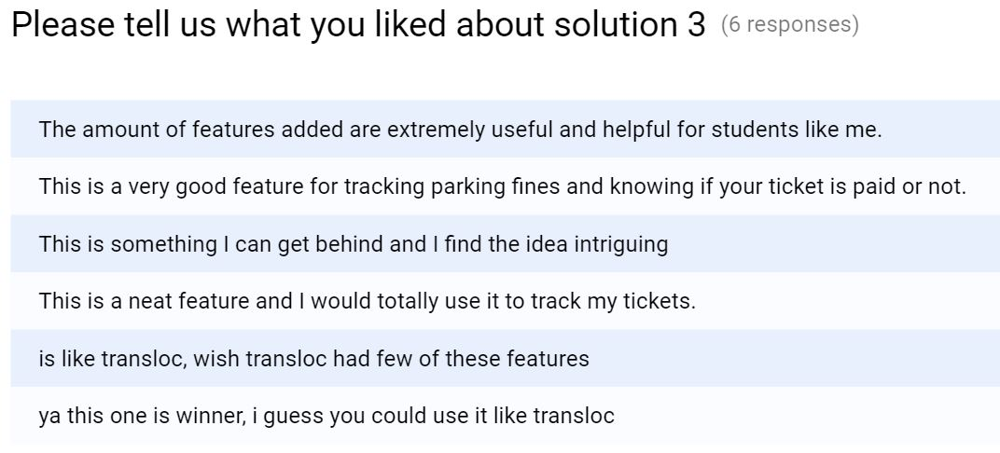 Please tell us what you liked about solution 3 (6 responses)
The amount of features added are extremely useful and helpful for students like me.
This is a very good feature for tracking parking fines and knowing if your ticket is paid or not.
This is something I can get behind and I find the idea intriguing
This is a neat feature and I would totally use it to track my tickets.
is like transloc, wish transloc had few of these features
ya this one is winner, i guess you could use it like transloc